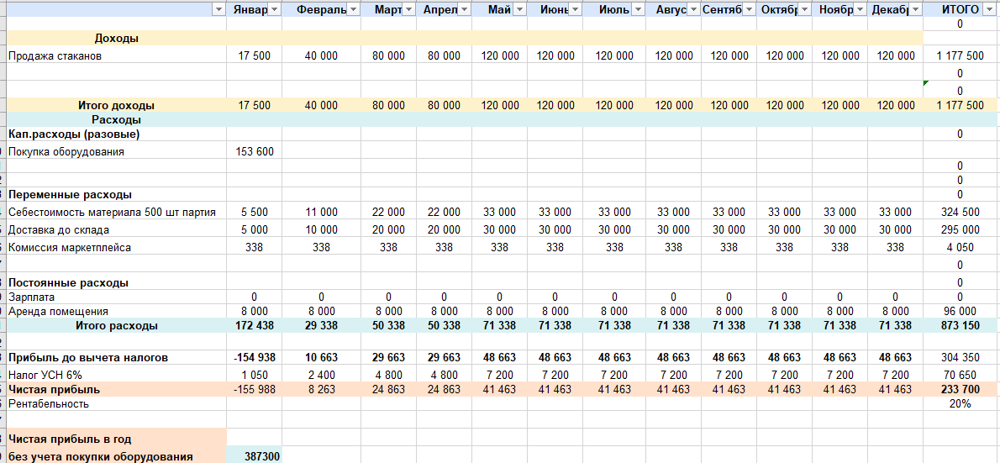 Январ Февраль Март Апрел Май Июнь Июль Авгус Сентяб Октябр Ноябр Декабр ИТОГО
0
Доходы
Продажа стаканов 17 500 40 000 80 000 80 000 120 000 120 000 120 000 120 000 120 000 120 000 120 000 120 000 1 177 500
0
0
Итого доходы 17 500 40 000 80 000 80 000 120 000 120 000 120 000 120 000 120 000 120 000 120 000 120 000 1 177 500
Расходы
Кап.расходы (разовые) 0
Покупка оборудования 153 600
0
0
Переменные расходы 0
Себестоимость материала 500 шт партия 5 500 11 000 22 000 22 000 33 000 33 000 33 000 33 000 33 000 33 000 33 000 33 000 324 500
Доставка до склада 5 000 10 000 20 000 20 000 30 000 30 000 30 000 30 000 30 000 30 000 30 000 30 000 295 000
Комиссия маркетплейса 338 338 338 338 338 338 338 338 338 338 338 338 4 050
0
Постоянные расходы 0
Зарплата 0 0 0 0 0 0 0 0 0 0 0 0 0
Аренда помещения 8 000 8 000 8 000 8 000 8 000 8 000 8 000 8 000 8 000 8 000 8 000 8 000 96 000
Итого расходы 172 438 29 338 50 338 50 338 71 338 71 338 71 338 71 338 71 338 71 338 71 338 71 338 873 150
Прибыль до вычета налогов -154 938 10 663 29 663 29 663 48 663 48 663 48 663 48 663 48 663 48 663 48 663 48 663 304 350
Налог УСН 6% 1 050 2 400 4 800 4 800 7 200 7 200 7 200 7 200 7 200 7 200 7 200 7 200 70 650
Чистая прибыль -155 988 8 263 24 863 24 863 41 463 41 463 41 463 41 463 41 463 41 463 41 463 41 463 233 700
Рентабельность 20%
Чистая прибыль в год
без учета покупки оборудования 387300